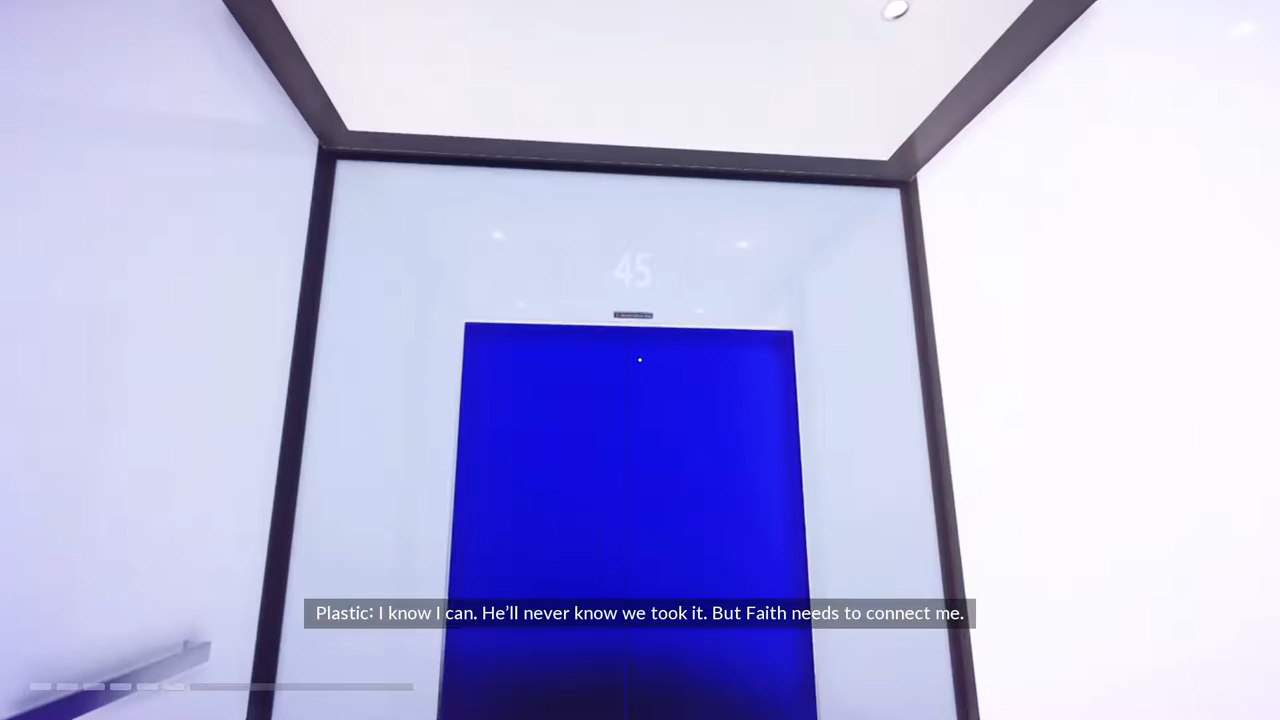 45
Plastic: I know I can. He’ll never know we took it. But Faith needs to connect me.